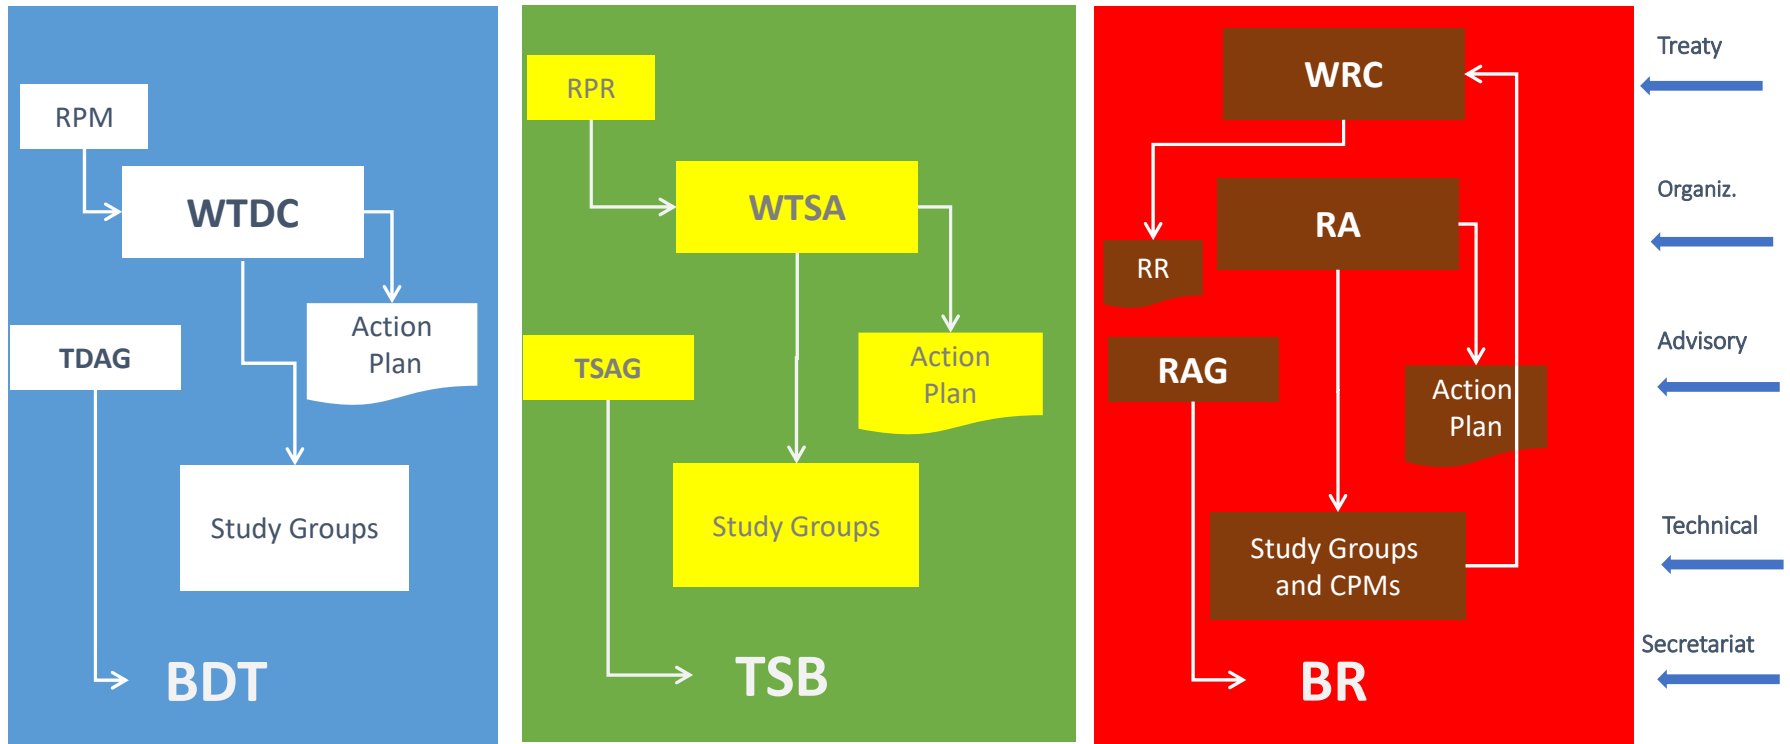 RPM
WTDC
Action
Plan
TDAG
Study Groups
BDT
RPR
WTSA
Action
Plan
TSAG
Study Groups
TSB
WRC
RA
RR
RAG
Action
Plan
Study Groups
and CPMs
BR
Treaty
Organiz.
Advisory
Technical
Secretariat